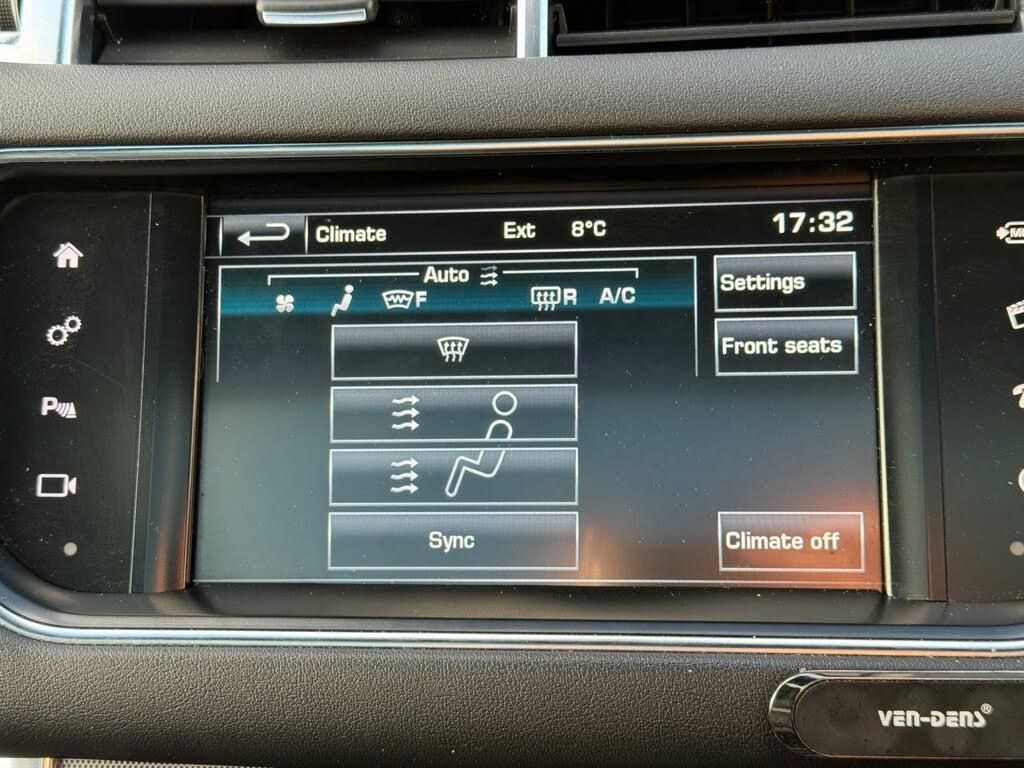 Climate Ext 8°C 17:32
Auto
F R A/C
Settings
Front seats
P
Sync
Climate off
VEN-DENS®